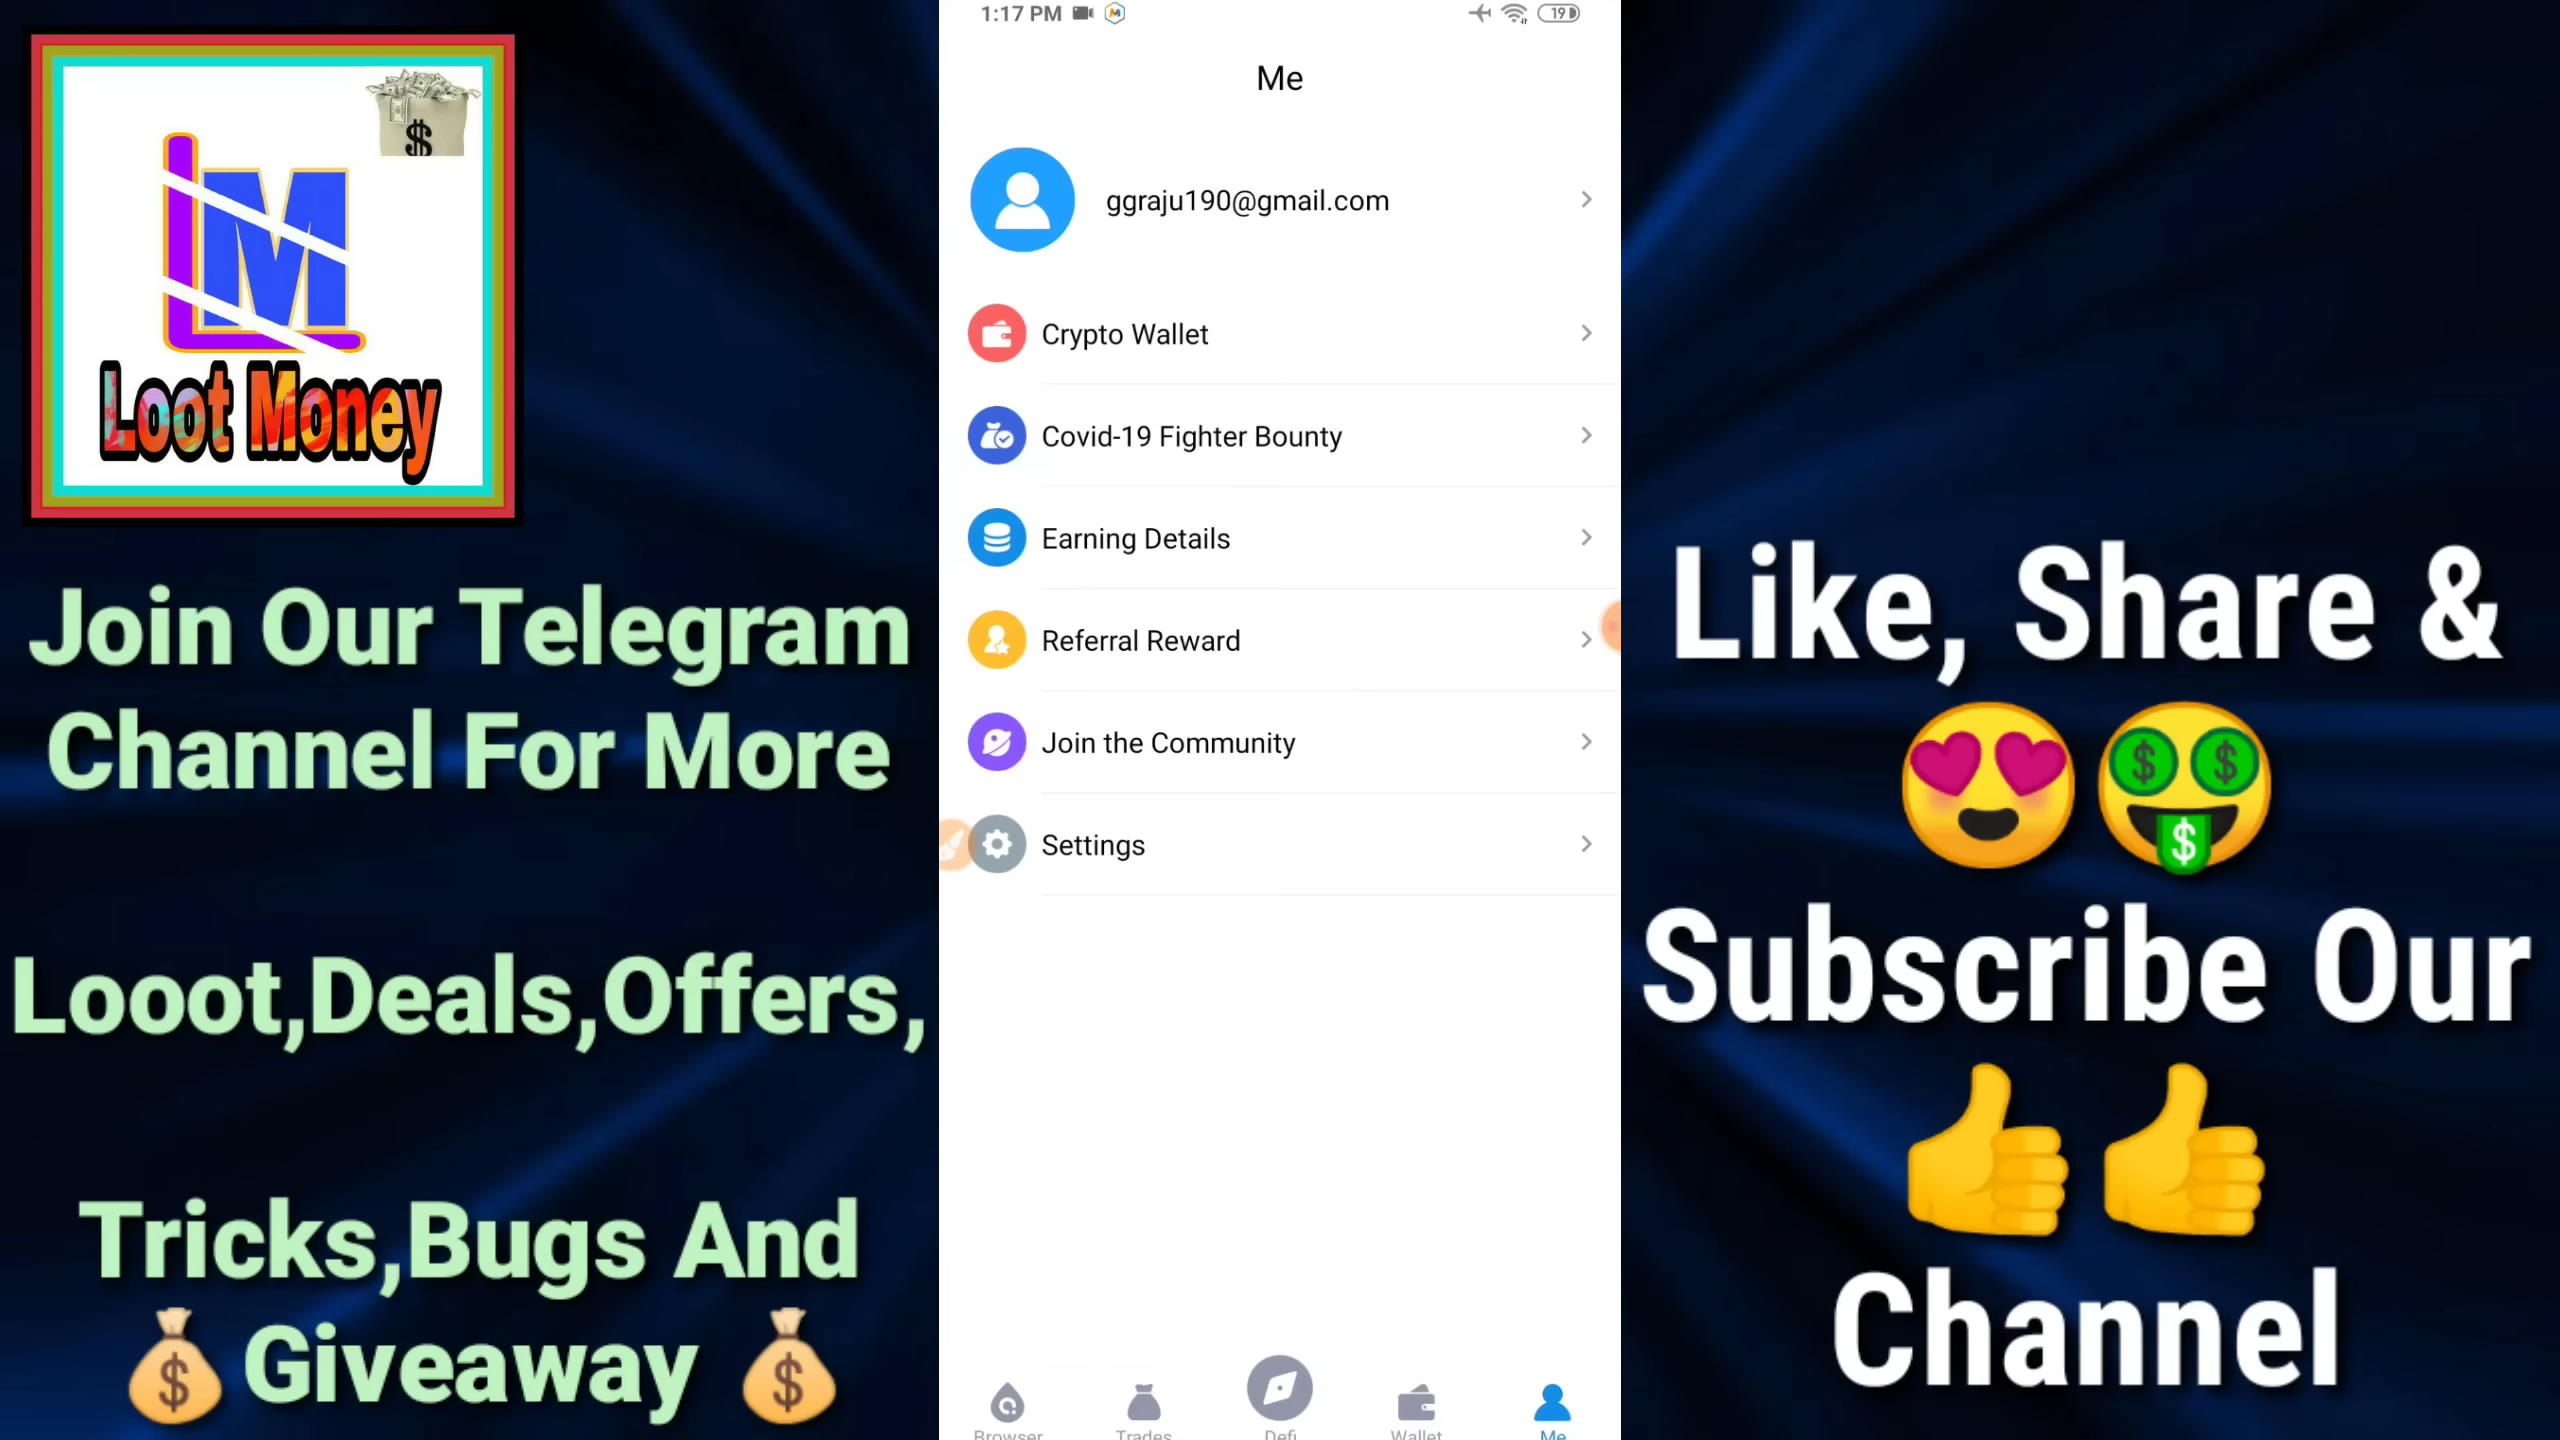 LM
Loot Money
Join Our Telegram
Channel For More
Looot,Deals,Offers,
Tricks,Bugs And
Giveaway
1:17 PM
19
Me
ggraju190@gmail.com
Crypto Wallet
Covid-19 Fighter Bounty
Earning Details
Referral Reward
Join the Community
Settings
Browser
Trades
Defi
Wallet
Me
Like, Share &
Subscribe Our
Channel